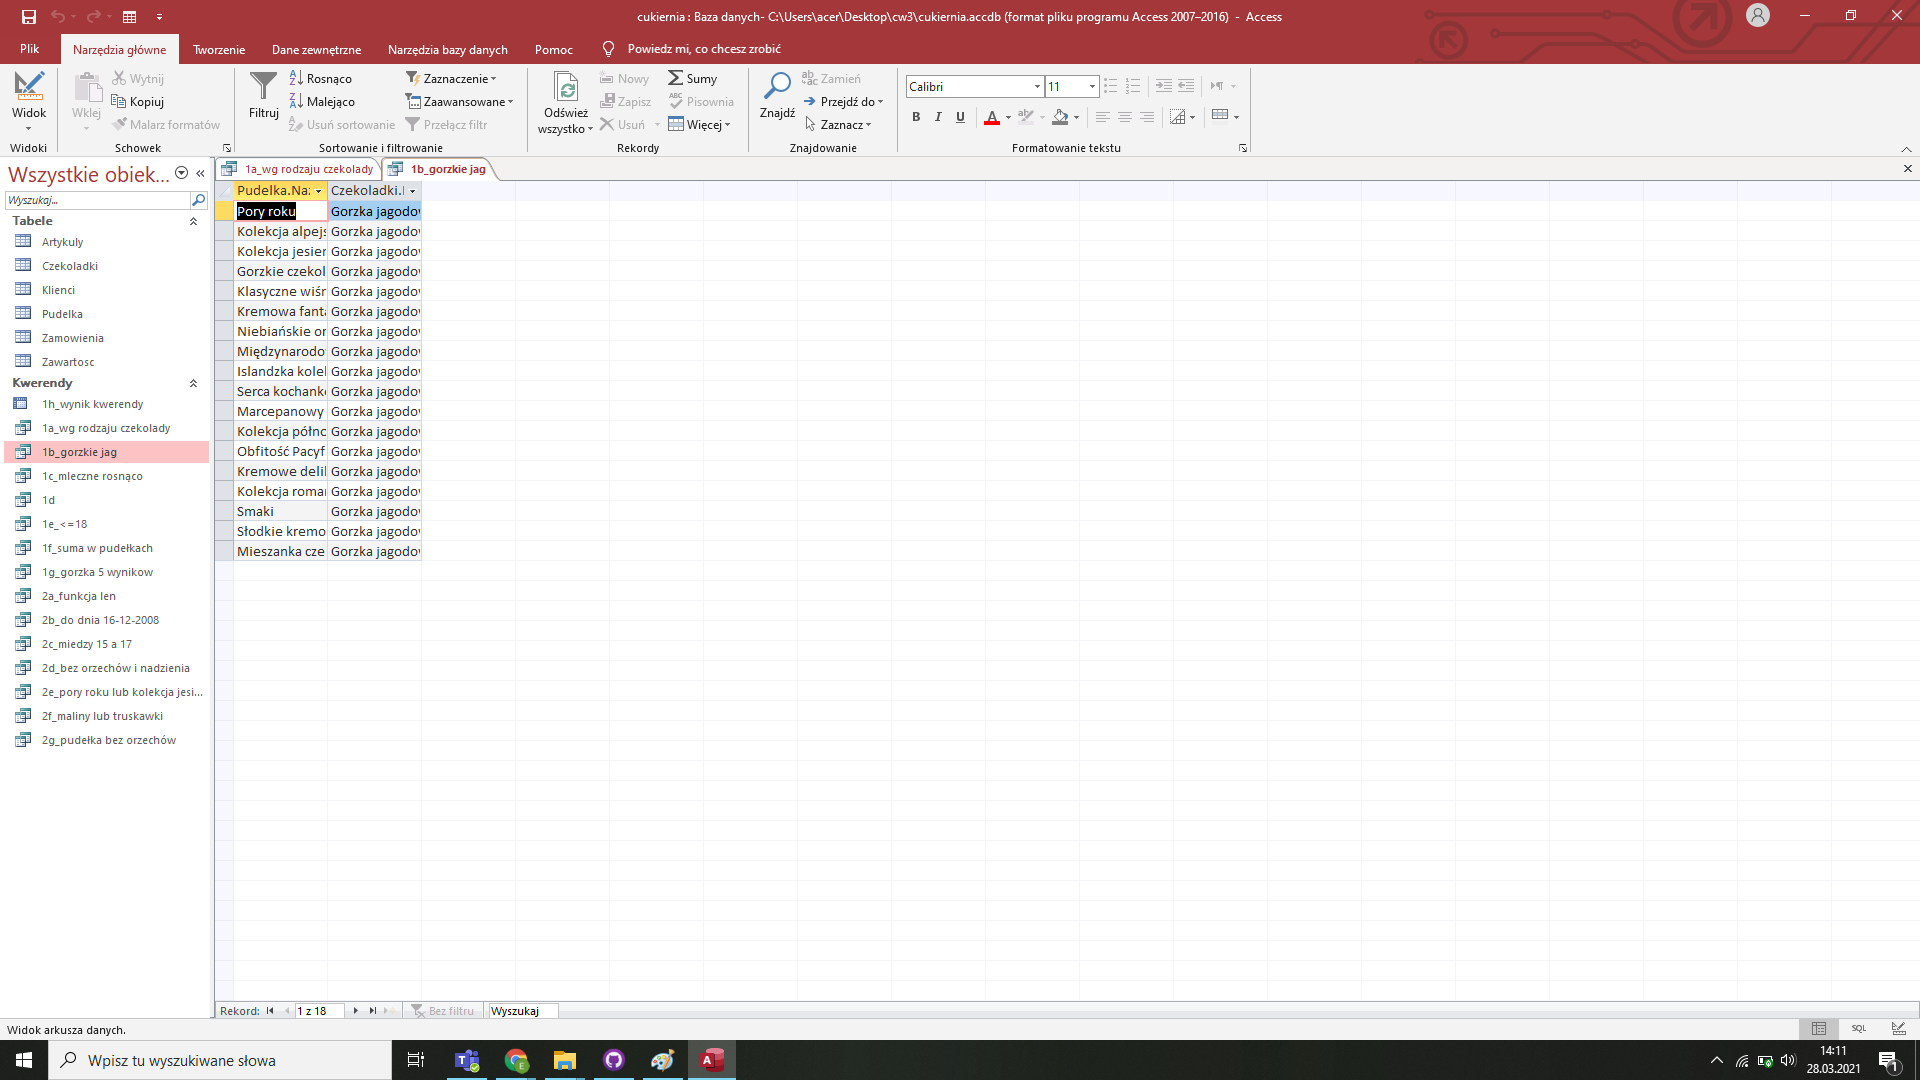 cukiernia : Baza danych- C:\Users\acer\Desktop\cw3\cukiernia.accdb (format pliku programu Access 2007–2016)  -  Access
Plik
Narzędzia główne
Tworzenie
Dane zewnętrzne
Narzędzia bazy danych
Pomoc
Powiedz mi, co chcesz zrobić
Widok
Widoki
Wklej
Wytnij
Kopiuj
Malarz formatów
Schowek
Filtruj
Rosnąco
Malejąco
Usuń sortowanie
Zaznaczenie
Zaawansowane
Przełącz filtr
Sortowanie i filtrowanie
Odśwież
wszystko
Nowy
Zapisz
Usuń
Sumy
Pisownia
Więcej
Rekordy
Znajdź
Zamień
Przejdź do
Zaznacz
Znajdowanie
Calibri
11
B I U
Formatowanie tekstu
Wszystkie obiek...
Wyszukaj...
Tabele
Artykuly
Czekoladki
Klienci
Pudelka
Zamowienia
Zawartosc
Kwerendy
1h_wynik kwerendy
1a_wg rodzaju czekolady
1b_gorzkie jag
1c_mleczne rosnąco
1d
1e_<=18
1f_suma w pudełkach
1g_gorzka 5 wynikow
2a_funkcja len
2b_do dnia 16-12-2008
2c_miedzy 15 a 17
2d_bez orzechów i nadzienia
2e_pory roku lub kolekcja jesi...
2f_maliny lub truskawki
2g_pudełka bez orzechów
1a_wg rodzaju czekolady
1b_gorzkie jag
Pudelka.Na Czekoladki.
Pory roku Gorzka jagodo
Kolekcja alpej Gorzka jagodo
Kolekcja jesie Gorzka jagodo
Gorzkie czekol Gorzka jagodo
Klasyczne wiś Gorzka jagodo
Kremowa fant Gorzka jagodo
Niebiańskie or Gorzka jagodo
Międzynarodo Gorzka jagodo
Islandzka kole Gorzka jagodo
Serca kochank Gorzka jagodo
Marcepanowy Gorzka jagodo
Kolekcja półno Gorzka jagodo
Obfitość Pacyf Gorzka jagodo
Kremowe deli Gorzka jagodo
Kolekcja roma Gorzka jagodo
Smaki Gorzka jagodo
Słodkie kremo Gorzka jagodo
Mieszanka cze Gorzka jagodo
Rekord: 1 z 18 Bez filtru Wyszukaj
Widok arkusza danych.
SQL
Wpisz tu wyszukiwane słowa
14:11
28.03.2021
1